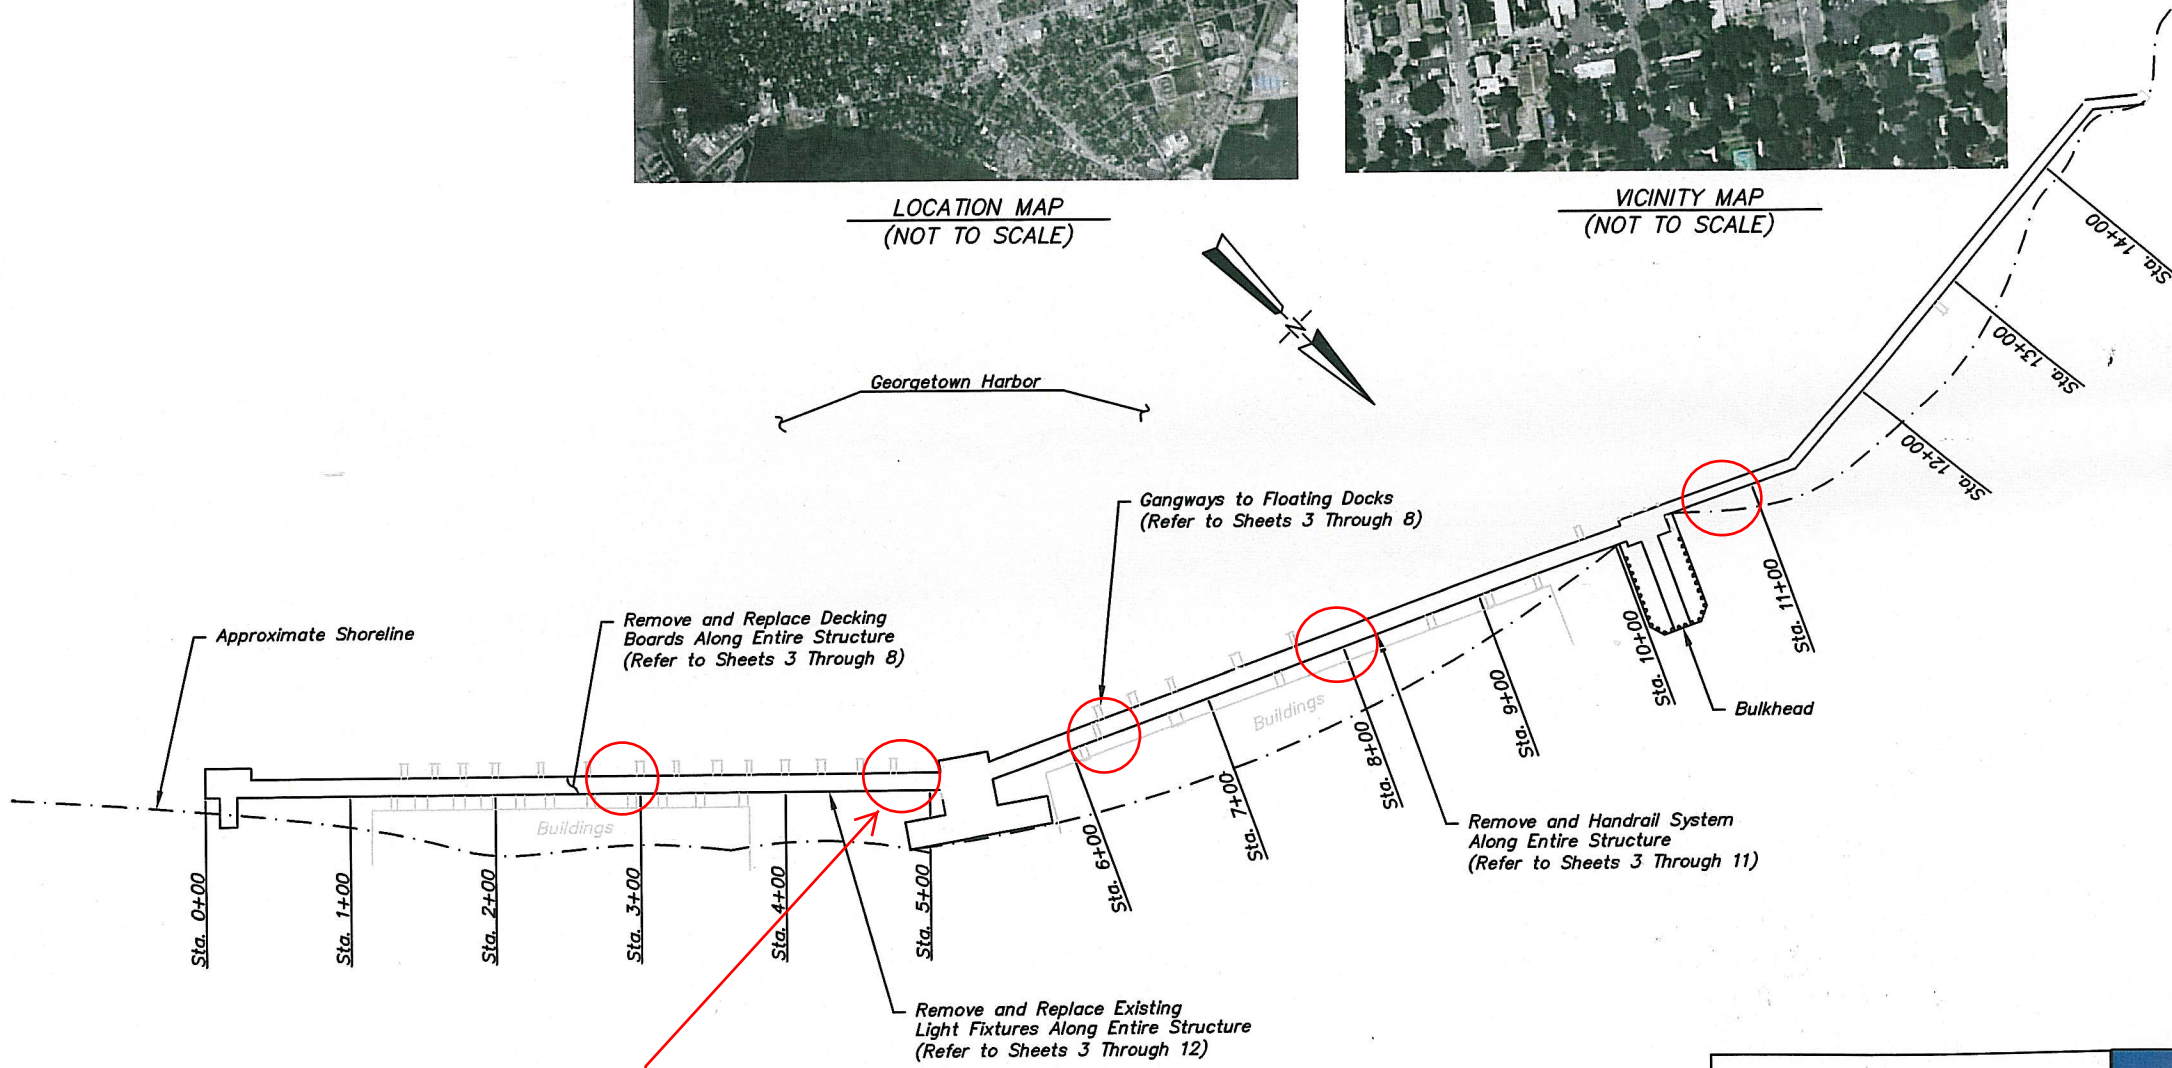 LOCATION MAP
(NOT TO SCALE)
VICINITY MAP
(NOT TO SCALE)
N
Georgetown Harbor
Gangways to Floating Docks
(Refer to Sheets 3 Through 8)
Approximate Shoreline
Remove and Replace Decking
Boards Along Entire Structure
(Refer to Sheets 3 Through 8)
Buildings
Buildings
Bulkhead
Remove and Handrail System
Along Entire Structure
(Refer to Sheets 3 Through 11)
Remove and Replace Existing
Light Fixtures Along Entire Structure
(Refer to Sheets 3 Through 12)
Sta. 0+00
Sta. 1+00
Sta. 2+00
Sta. 3+00
Sta. 4+00
Sta. 5+00
Sta. 6+00
Sta. 7+00
Sta. 8+00
Sta. 9+00
Sta. 10+00
Sta. 11+00
Sta. 12+00
Sta. 13+00
Sta. 14+00